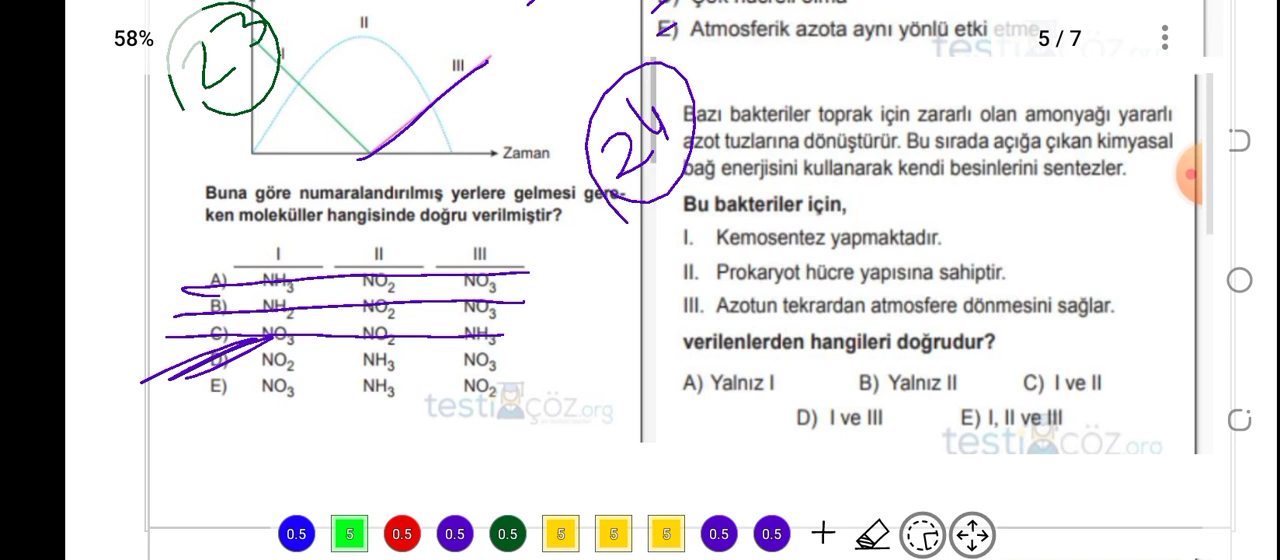 58%
23
I
II
III
Zaman
Buna göre numaralandırılmış yerlere gelmesi gere-
ken moleküller hangisinde doğru verilmiştir?
I II III
A) NH3 NO2 NO3
B) NH2 NO2 NO3
C) NO3 NO2 NH3
D) NO2 NH3 NO3
E) NO3 NH3 NO2
testiçöz.org
E) Atmosferik azota aynı yönlü etki etme
5 / 7
24
Bazı bakteriler toprak için zararlı olan amonyağı yararlı
azot tuzlarına dönüştürür. Bu sırada açığa çıkan kimyasal
bağ enerjisini kullanarak kendi besinlerini sentezler.
Bu bakteriler için,
I. Kemosentez yapmaktadır.
II. Prokaryot hücre yapısına sahiptir.
III. Azotun tekrardan atmosfere dönmesini sağlar.
verilenlerden hangileri doğrudur?
A) Yalnız I B) Yalnız II C) I ve II
D) I ve III E) I, II ve III
testiçöz.org
0.5 5 0.5 0.5 0.5 5 5 5 0.5 0.5